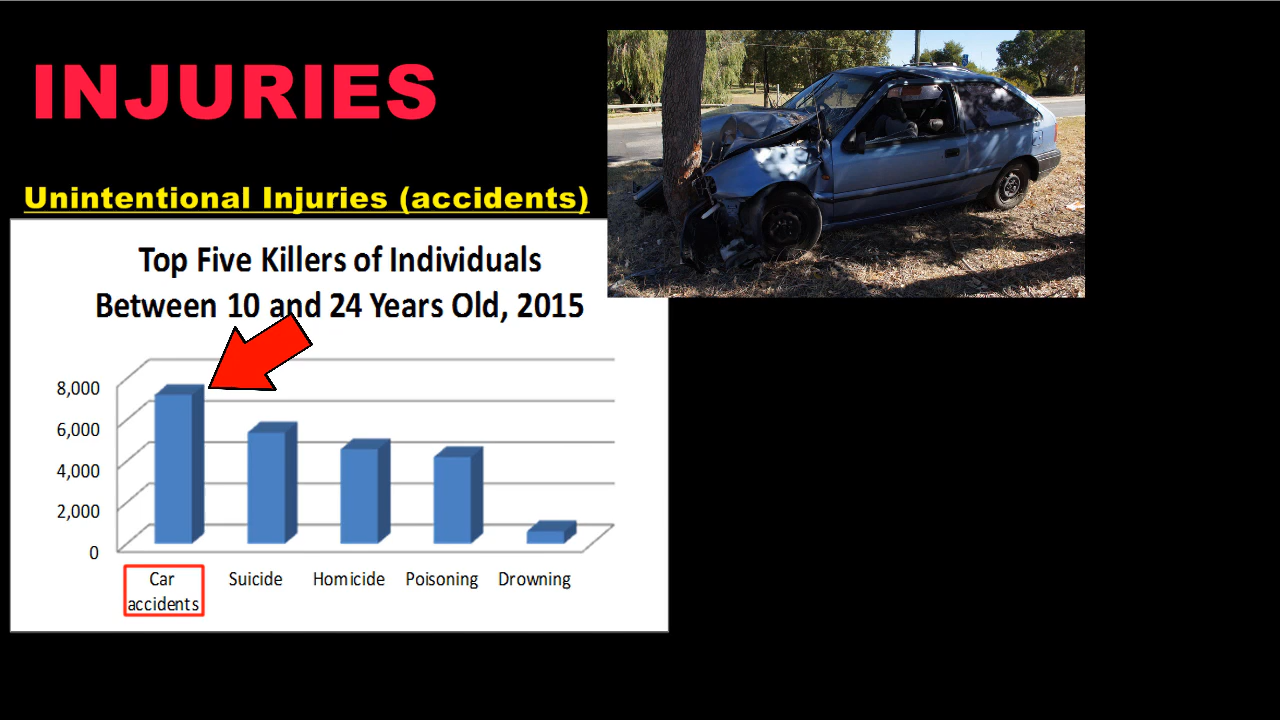 INJURIES
Unintentional Injuries (accidents)
Top Five Killers of Individuals
Between 10 and 24 Years Old, 2015
8,000
6,000
4,000
2,000
0
Car
accidents
Suicide
Homicide
Poisoning
Drowning